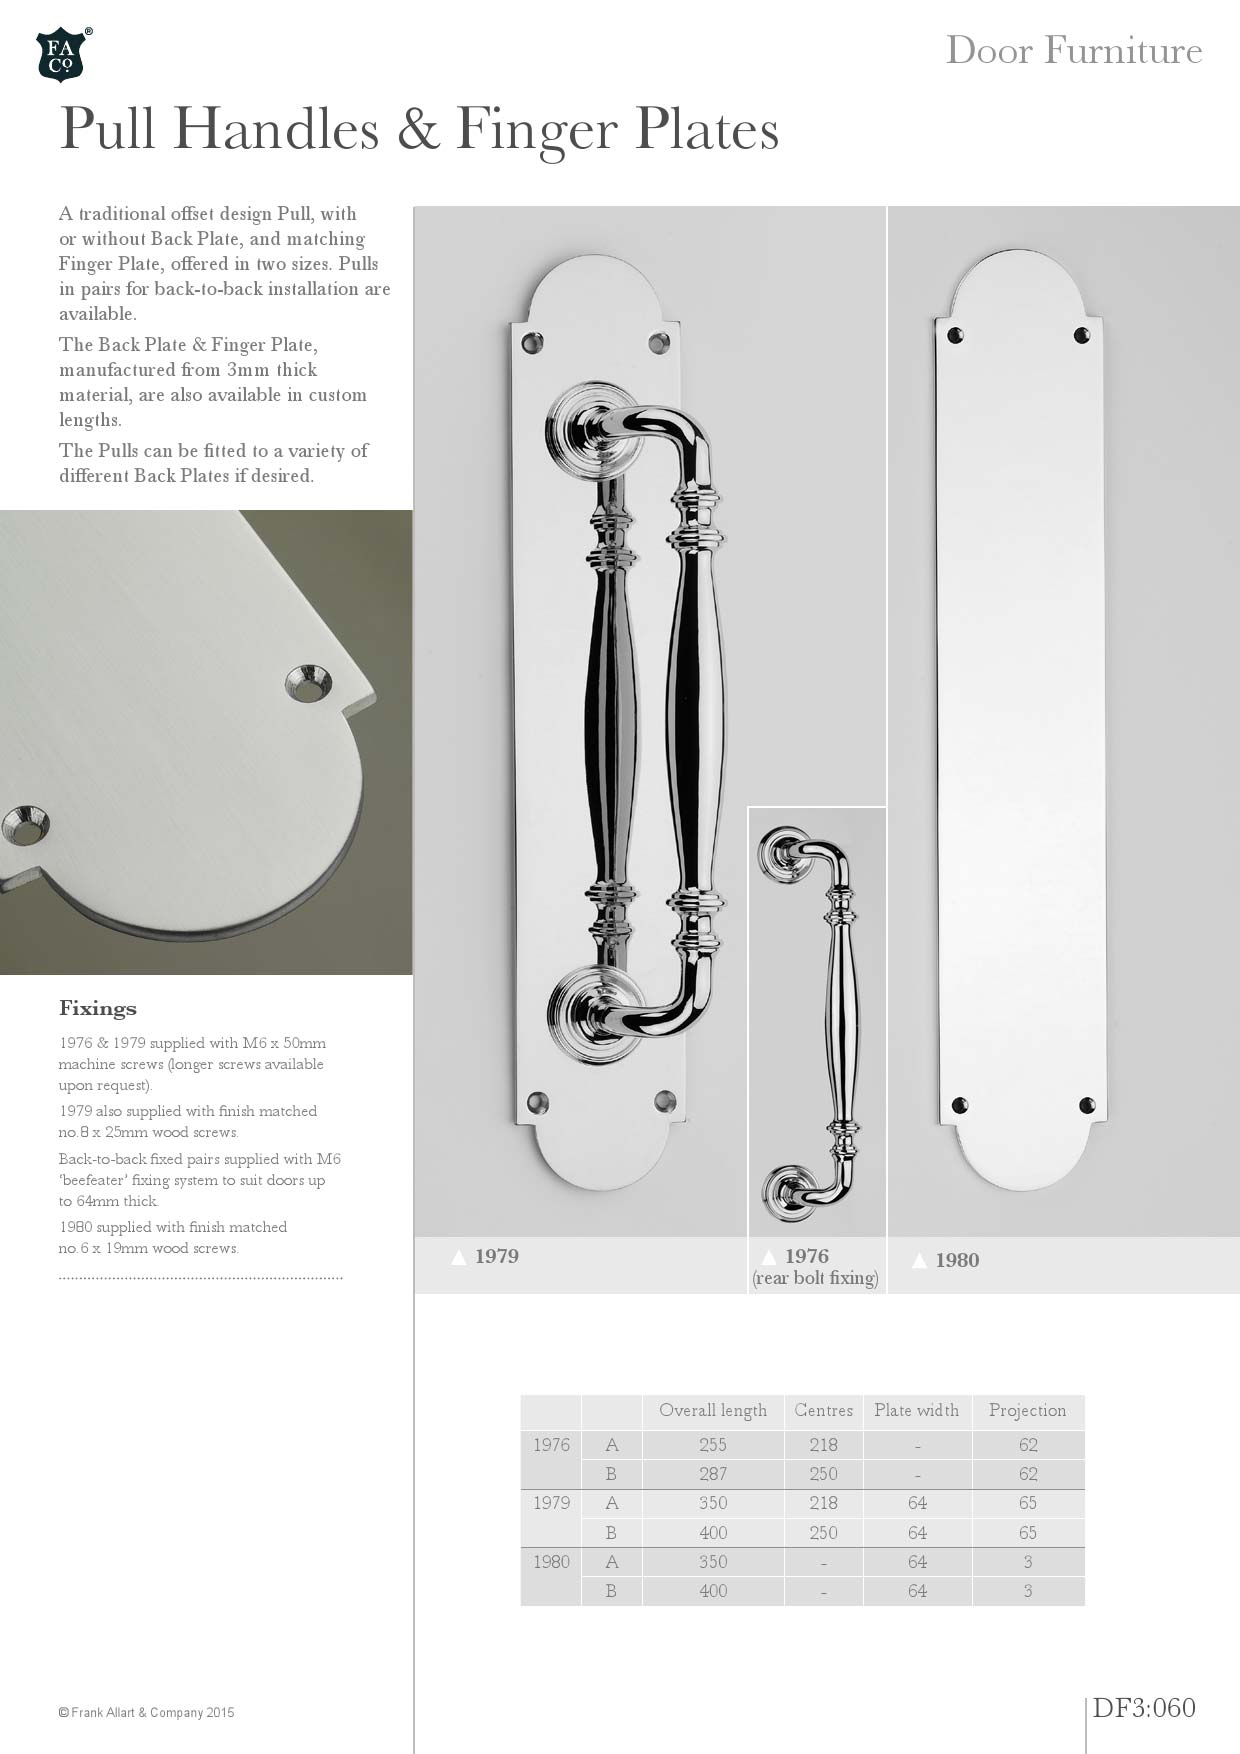 FA
Co.
®
Door Furniture
Pull Handles & Finger Plates
A traditional offset design Pull, with
or without Back Plate, and matching
Finger Plate, offered in two sizes. Pulls
in pairs for back-to-back installation are
available.
The Back Plate & Finger Plate,
manufactured from 3mm thick
material, are also available in custom
lengths.
The Pulls can be fitted to a variety of
different Back Plates if desired.
Fixings
1976 & 1979 supplied with M6 x 50mm
machine screws (longer screws available
upon request).
1979 also supplied with finish matched
no.8 x 25mm wood screws.
Back-to-back fixed pairs supplied with M6
‘beefeater’ fixing system to suit doors up
to 64mm thick.
1980 supplied with finish matched
no.6 x 19mm wood screws.
▲ 1979
▲ 1976
(rear bolt fixing)
▲ 1980
Overall length Centres Plate width Projection
1976 A 255 218 - 62
B 287 250 - 62
1979 A 350 218 64 65
B 400 250 64 65
1980 A 350 - 64 3
B 400 - 64 3
© Frank Allart & Company 2015
DF3:060